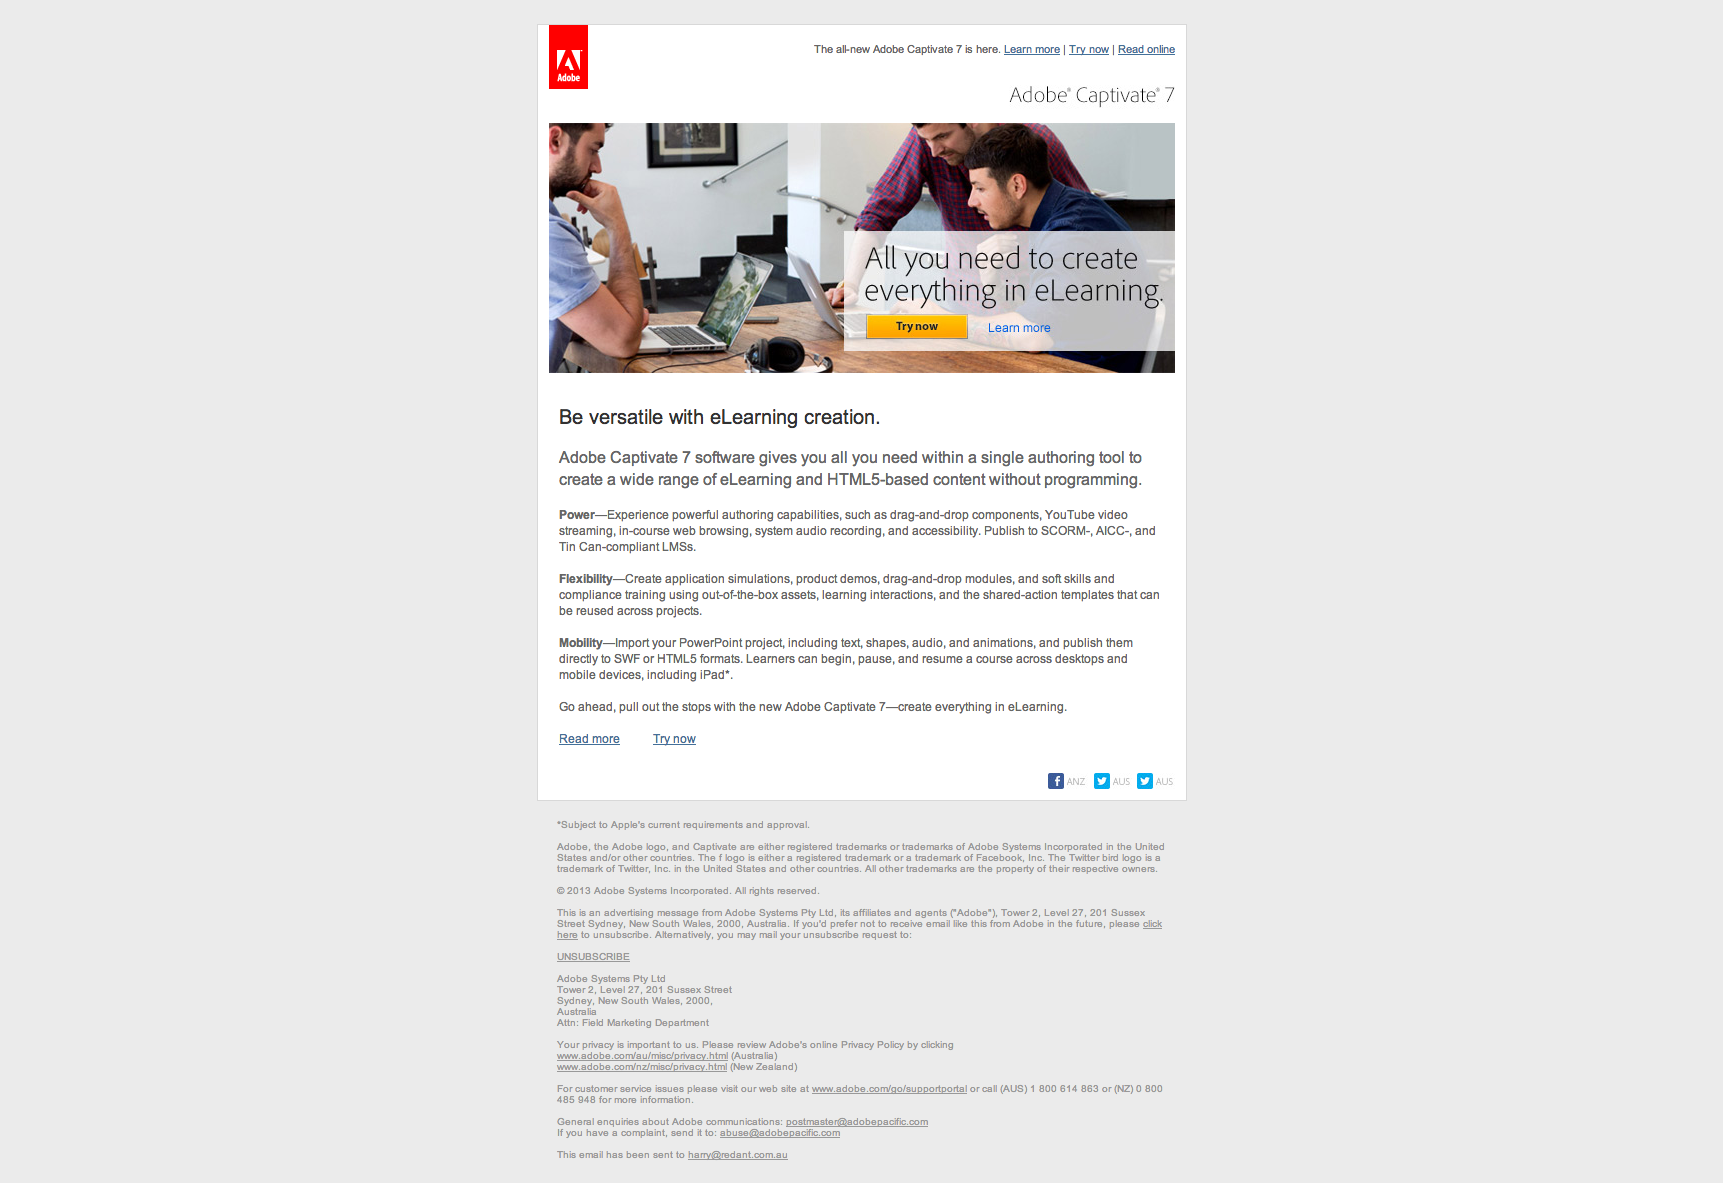 Adobe
The all-new Adobe Captivate 7 is here. Learn more | Try now | Read online
Adobe® Captivate® 7
All you need to create
everything in eLearning.
Try now Learn more
Be versatile with eLearning creation.
Adobe Captivate 7 software gives you all you need within a single authoring tool to
create a wide range of eLearning and HTML5-based content without programming.
Power—Experience powerful authoring capabilities, such as drag-and-drop components, YouTube video
streaming, in-course web browsing, system audio recording, and accessibility. Publish to SCORM-, AICC-, and
Tin Can-compliant LMSs.
Flexibility—Create application simulations, product demos, drag-and-drop modules, and soft skills and
compliance training using out-of-the-box assets, learning interactions, and the shared-action templates that can
be reused across projects.
Mobility—Import your PowerPoint project, including text, shapes, audio, and animations, and publish them
directly to SWF or HTML5 formats. Learners can begin, pause, and resume a course across desktops and
mobile devices, including iPad*.
Go ahead, pull out the stops with the new Adobe Captivate 7—create everything in eLearning.
Read more Try now
ANZ AUS AUS
*Subject to Apple's current requirements and approval.
Adobe, the Adobe logo, and Captivate are either registered trademarks or trademarks of Adobe Systems Incorporated in the United
States and/or other countries. The f logo is either a registered trademark or a trademark of Facebook, Inc. The Twitter bird logo is a
trademark of Twitter, Inc. in the United States and other countries. All other trademarks are the property of their respective owners.
© 2013 Adobe Systems Incorporated. All rights reserved.
This is an advertising message from Adobe Systems Pty Ltd, its affiliates and agents ("Adobe"), Tower 2, Level 27, 201 Sussex
Street Sydney, New South Wales, 2000, Australia. If you'd prefer not to receive email like this from Adobe in the future, please click
here to unsubscribe. Alternatively, you may mail your unsubscribe request to:
UNSUBSCRIBE
Adobe Systems Pty Ltd
Tower 2, Level 27, 201 Sussex Street
Sydney, New South Wales, 2000,
Australia
Attn: Field Marketing Department
Your privacy is important to us. Please review Adobe's online Privacy Policy by clicking
www.adobe.com/au/misc/privacy.html (Australia)
www.adobe.com/nz/misc/privacy.html (New Zealand)
For customer service issues please visit our web site at www.adobe.com/go/supportportal or call (AUS) 1 800 614 863 or (NZ) 0 800
485 948 for more information.
General enquiries about Adobe communications: postmaster@adobepacific.com
If you have a complaint, send it to: abuse@adobepacific.com
This email has been sent to harry@redant.com.au